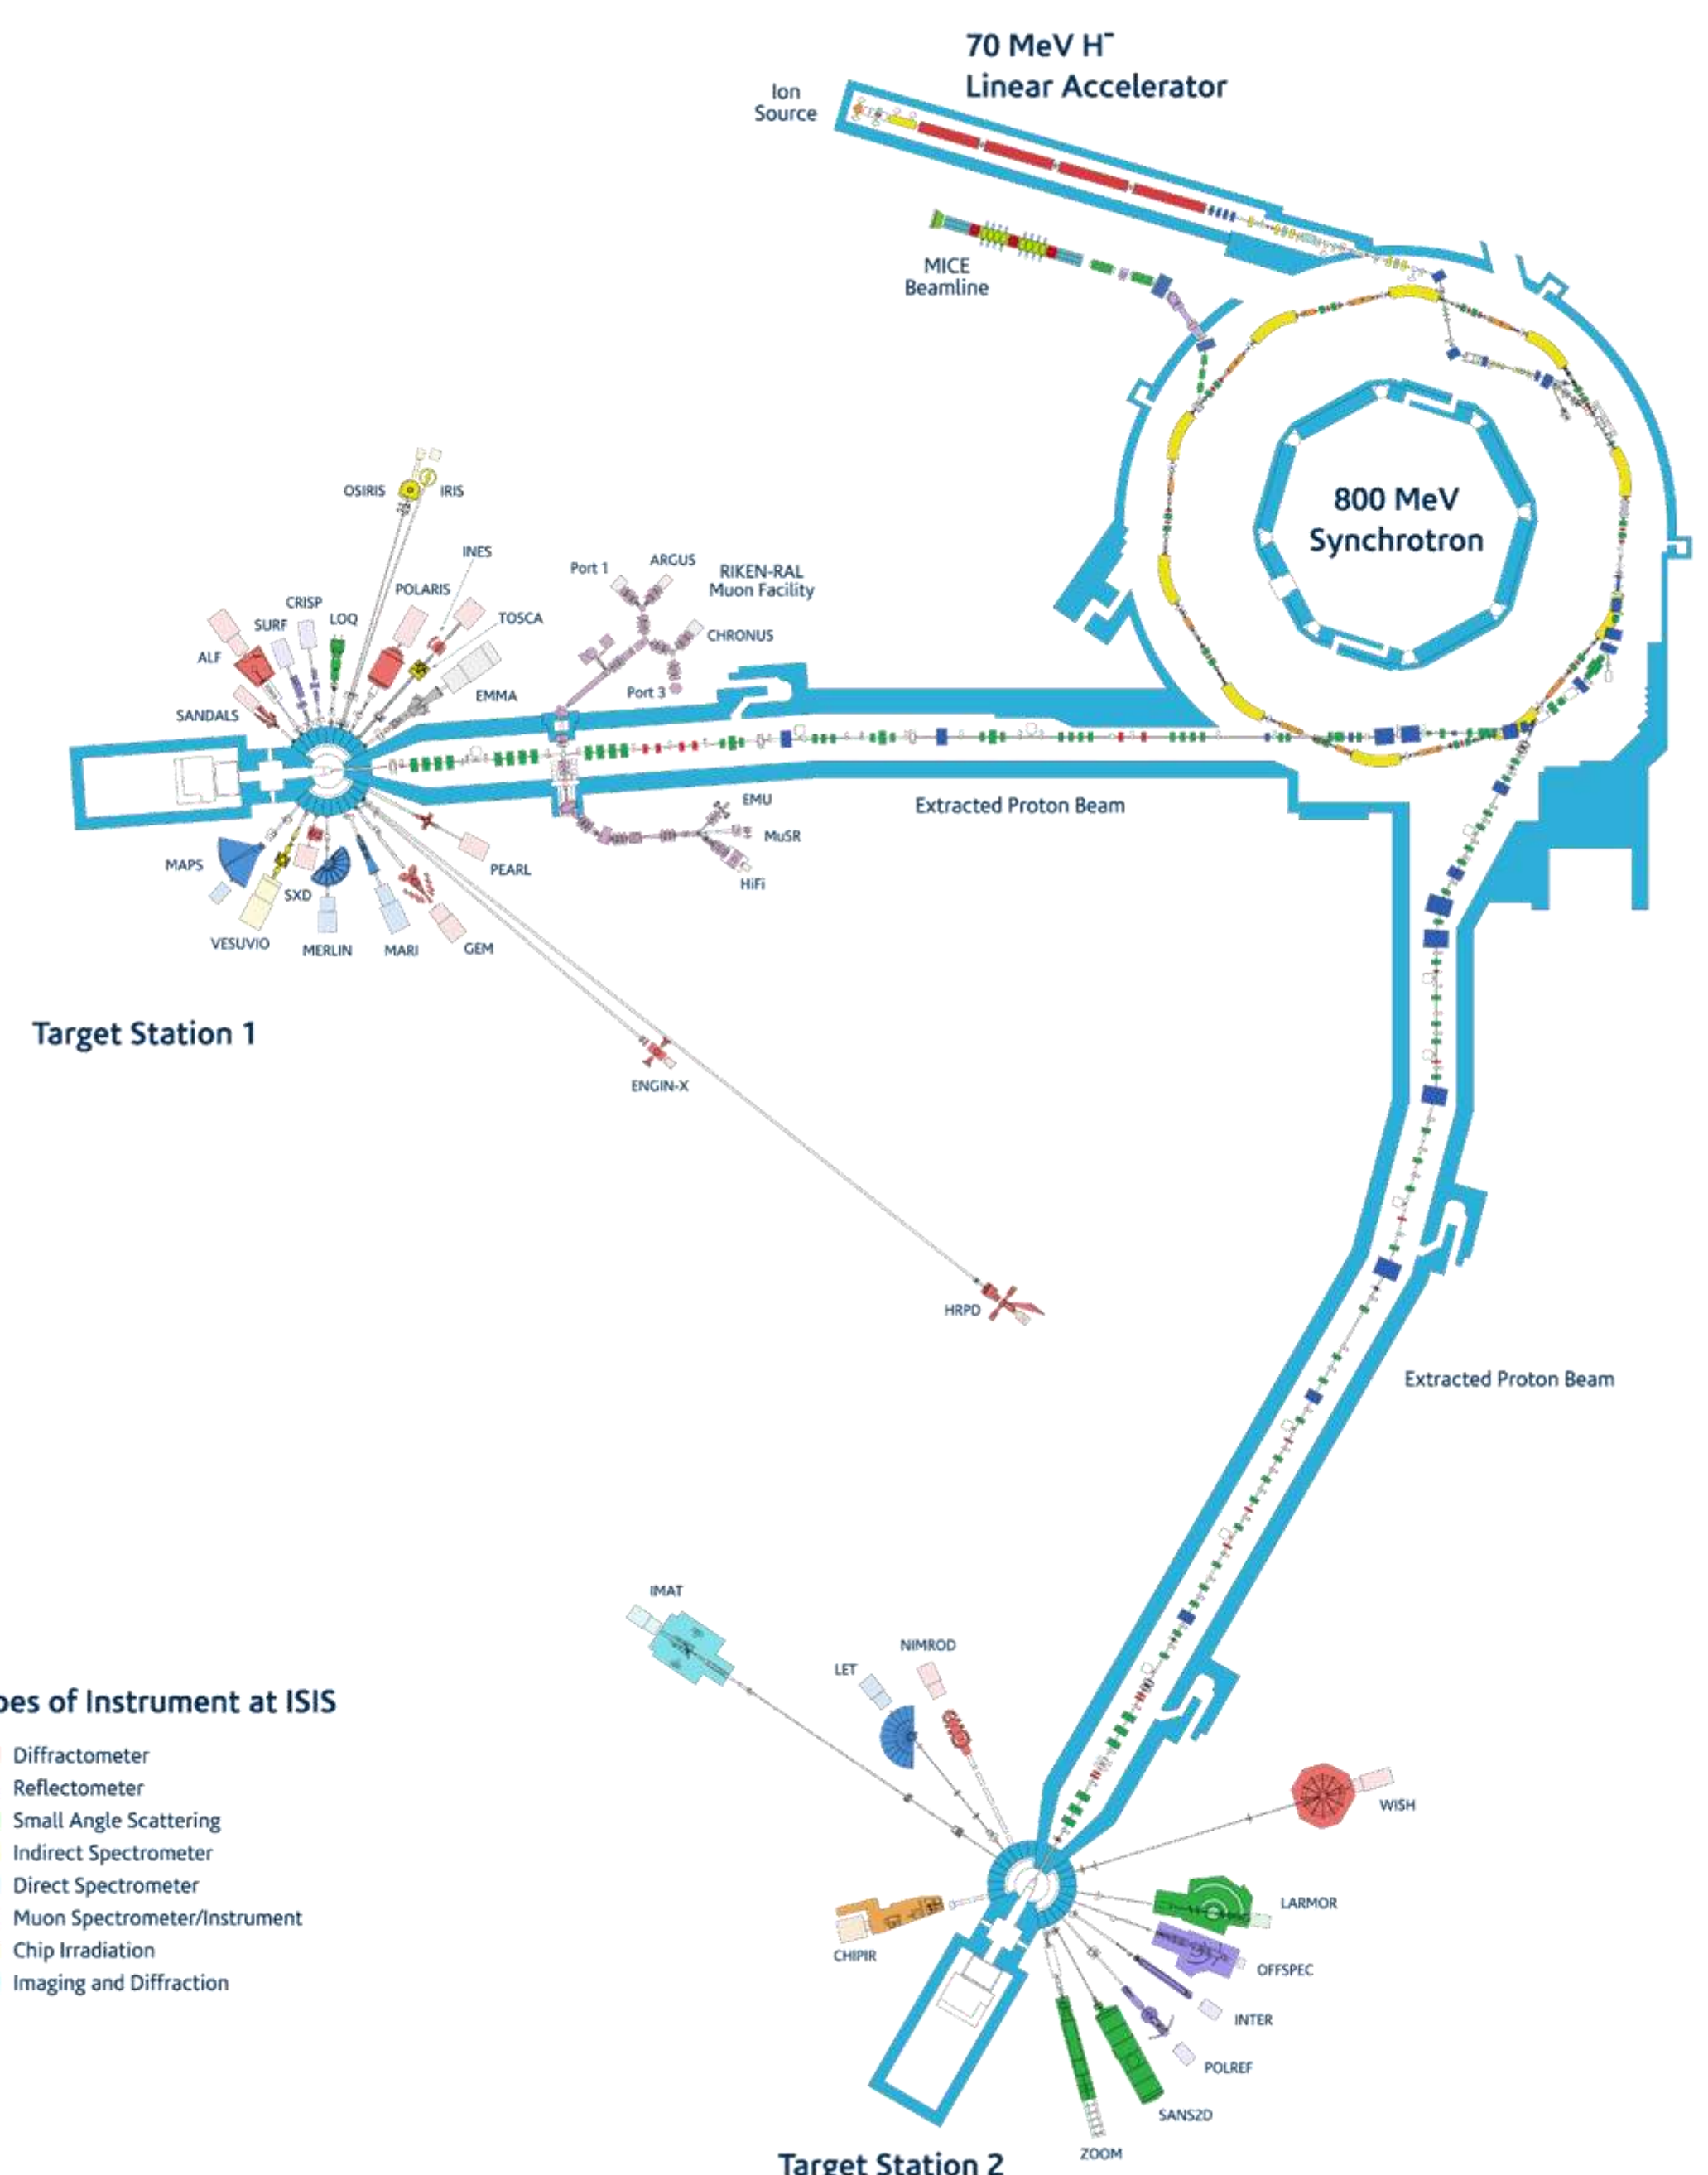 70 MeV H⁻
Linear Accelerator
Ion
Source
MICE
Beamline
800 MeV
Synchrotron
OSIRIS
IRIS
INES
POLARIS
CRISP
SURF
LOQ
TOSCA
ALF
EMMA
SANDALS
Port 1
ARGUS
RIKEN-RAL
Muon Facility
CHRONUS
Port 3
Extracted Proton Beam
EMU
MuSR
HiFi
MAPS
SXD
PEARL
VESUVIO
MERLIN
MARI
GEM
Target Station 1
ENGIN-X
HRPD
Extracted Proton Beam
IMAT
NIMROD
LET
WISH
LARMOR
CHIPIR
OFFSPEC
INTER
POLREF
SANS2D
ZOOM
Target Station 2
pes of Instrument at ISIS
Diffractometer
Reflectometer
Small Angle Scattering
Indirect Spectrometer
Direct Spectrometer
Muon Spectrometer/Instrument
Chip Irradiation
Imaging and Diffraction